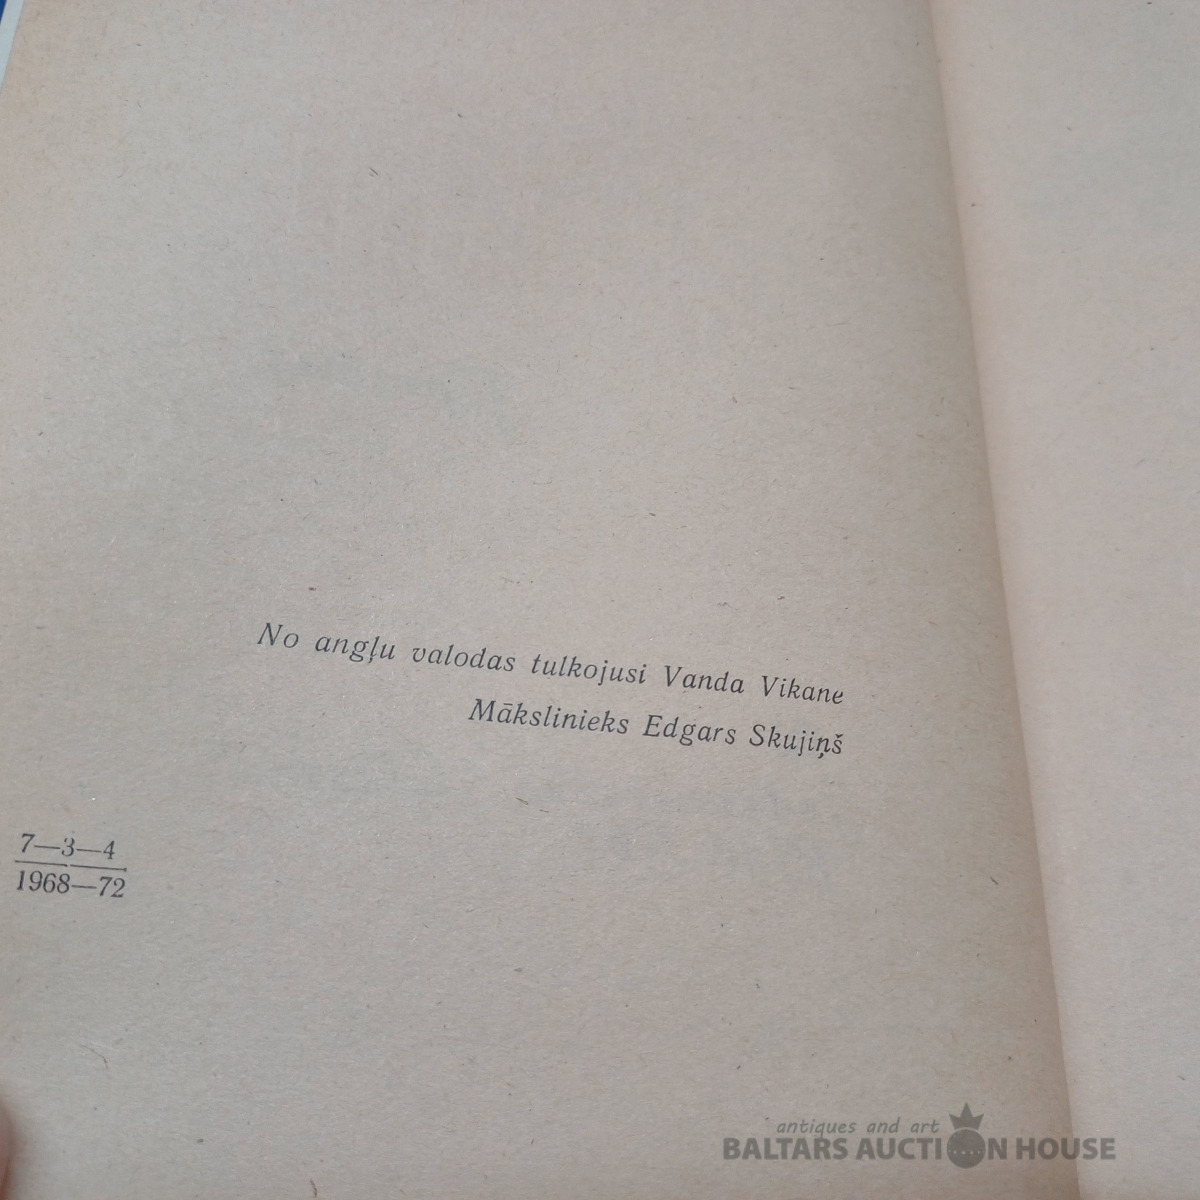 No angļu valodas tulkojusi Vanda Vikane
Mākslinieks Edgars Skujiņš
7—3—4
1968—72
antiques and art
BALTARS AUCTION HOUSE